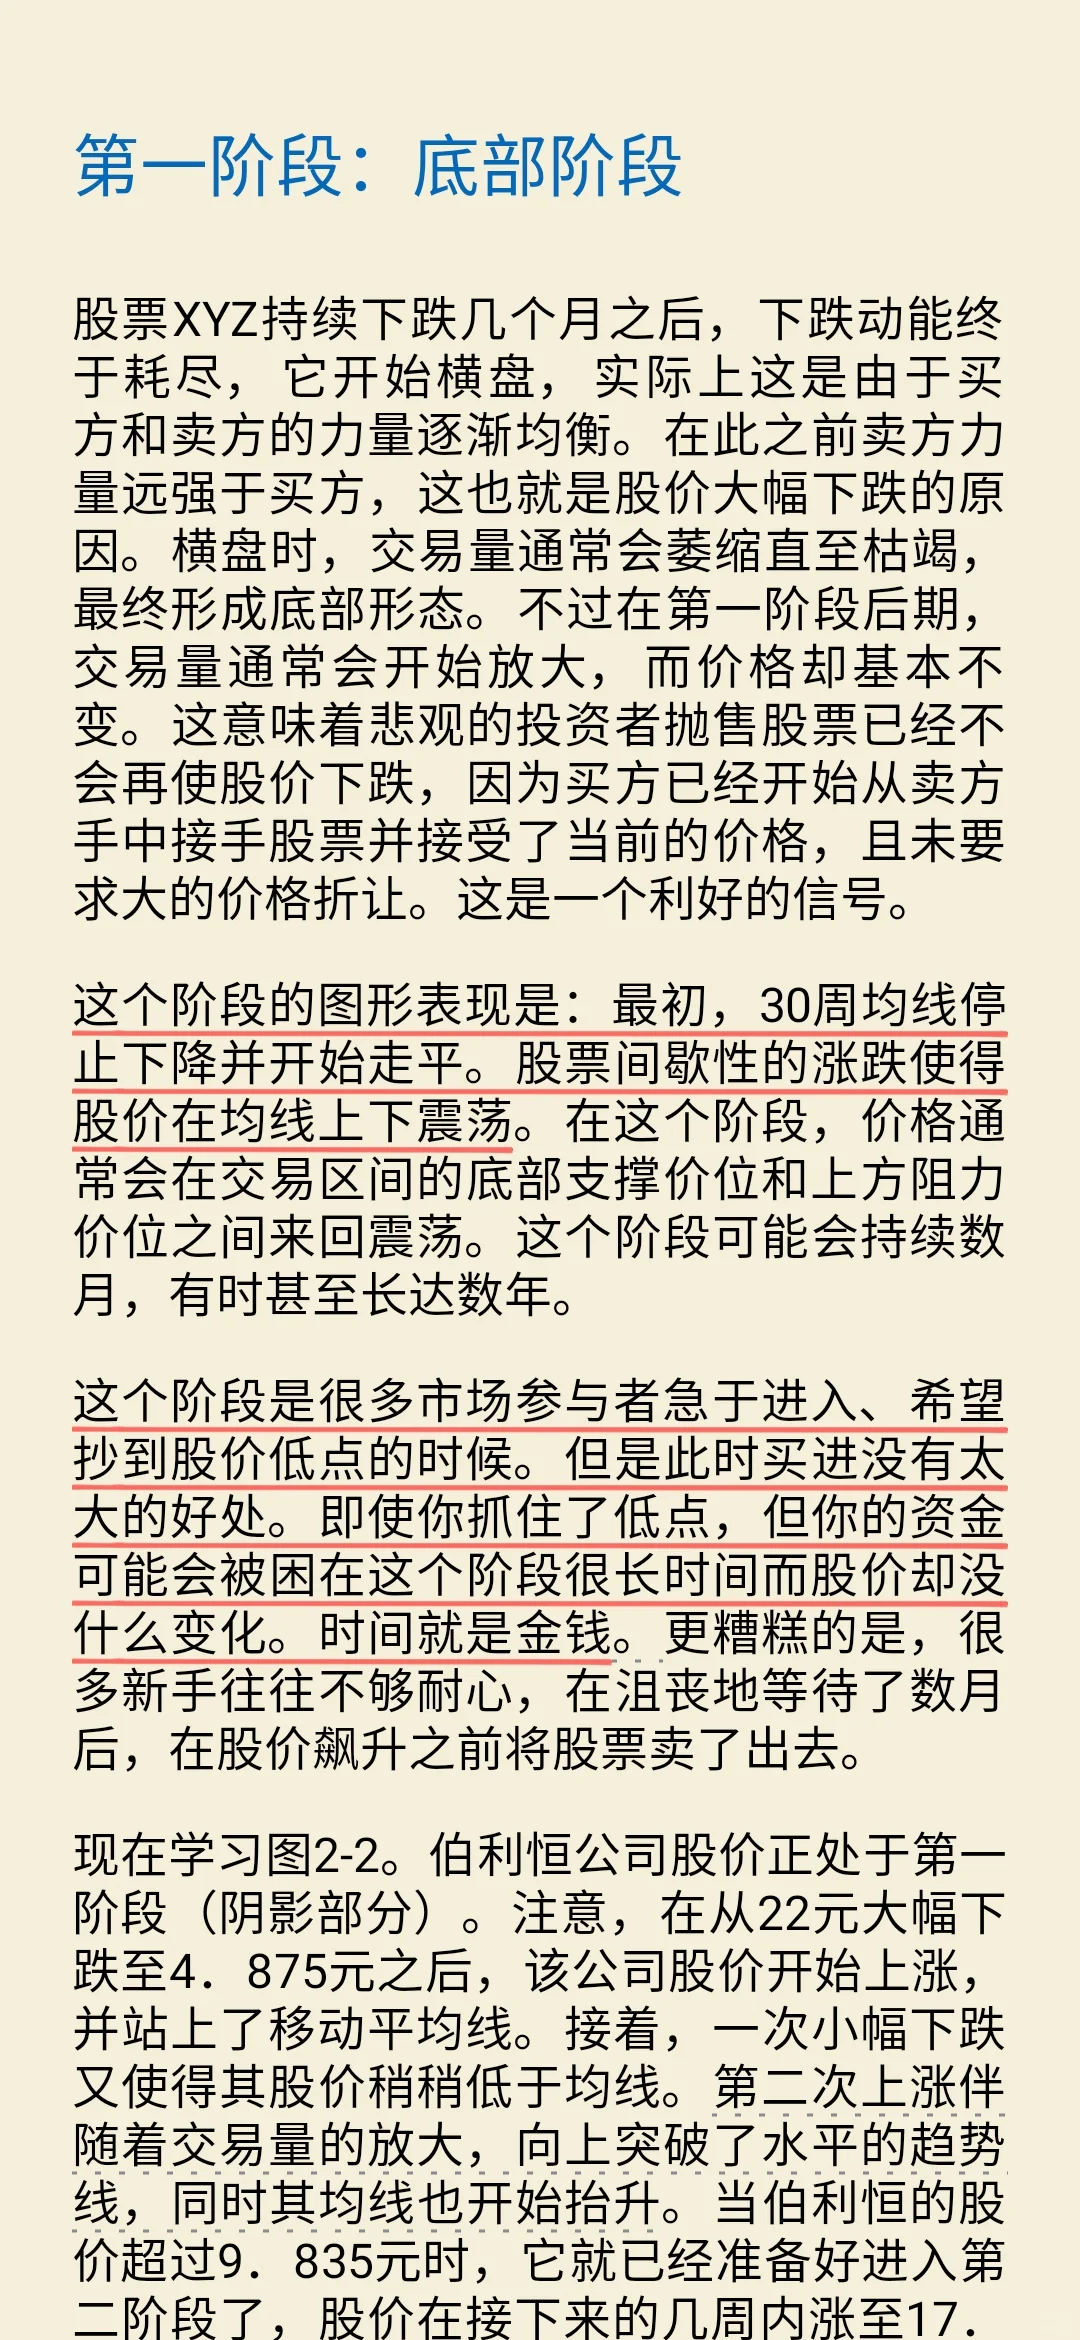 第一阶段：底部阶段
股票XYZ持续下跌几个月之后，下跌动能终
于耗尽，它开始横盘，实际上这是由于买
方和卖方的力量逐渐均衡。在此之前卖方力
量远强于买方，这也就是股价大幅下跌的原
因。横盘时，交易量通常会萎缩直至枯竭，
最终形成底部形态。不过在第一阶段后期，
交易量通常会开始放大，而价格却基本不
变。这意味着悲观的投资者抛售股票已经不
会再使股价下跌，因为买方已经开始从卖方
手中接手股票并接受了当前的价格，且未要
求大的价格折让。这是一个利好的信号。
这个阶段的图形表现是：最初，30周均线停
止下降并开始走平。股票间歇性的涨跌使得
股价在均线上下震荡。在这个阶段，价格通
常会在交易区间的底部支撑价位和上方阻力
价位之间来回震荡。这个阶段可能会持续数
月，有时甚至长达数年。
这个阶段是很多市场参与者急于进入、希望
抄到股价低点的时候。但是此时买进没有太
大的好处。即使你抓住了低点，但你的资金
可能会被困在这个阶段很长时间而股价却没
什么变化。时间就是金钱。更糟糕的是，很
多新手往往不够耐心，在沮丧地等待了数月
后，在股价飙升之前将股票卖了出去。
现在学习图2-2。伯利恒公司股价正处于第一
阶段（阴影部分）。注意，在从22元大幅下
跌至4．875元之后，该公司股价开始上涨，
并站上了移动平均线。接着，一次小幅下跌
又使得其股价稍稍低于均线。第二次上涨伴
随着交易量的放大，向上突破了水平的趋势
线，同时其均线也开始抬升。当伯利恒的股
价超过9．835元时，它就已经准备好进入第
二阶段了，股价在接下来的几周内涨至17．